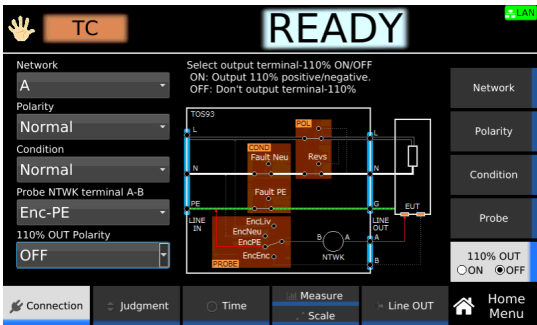 TC
READY
LAN
Network
A
Polarity
Normal
Condition
Normal
Probe NTWK terminal A-B
Enc-PE
110% OUT Polarity
OFF
Select output terminal-110% ON/OFF
ON: Output 110% positive/negative.
OFF: Don't output terminal-110%
TOS93
L
POL
L
COND
Fault Neu
Revs
N
N
Fault PE
PE
G
EUT
LINE
IN
EncLiv
EncNeu
EncPE
EncEnc
PROBE
B
A
NTWK
LINE
OUT
A
B
Network
Polarity
Condition
Probe
110% OUT
ON OFF
Connection
Judgment
Time
Measure
Scale
Line OUT
Home
Menu